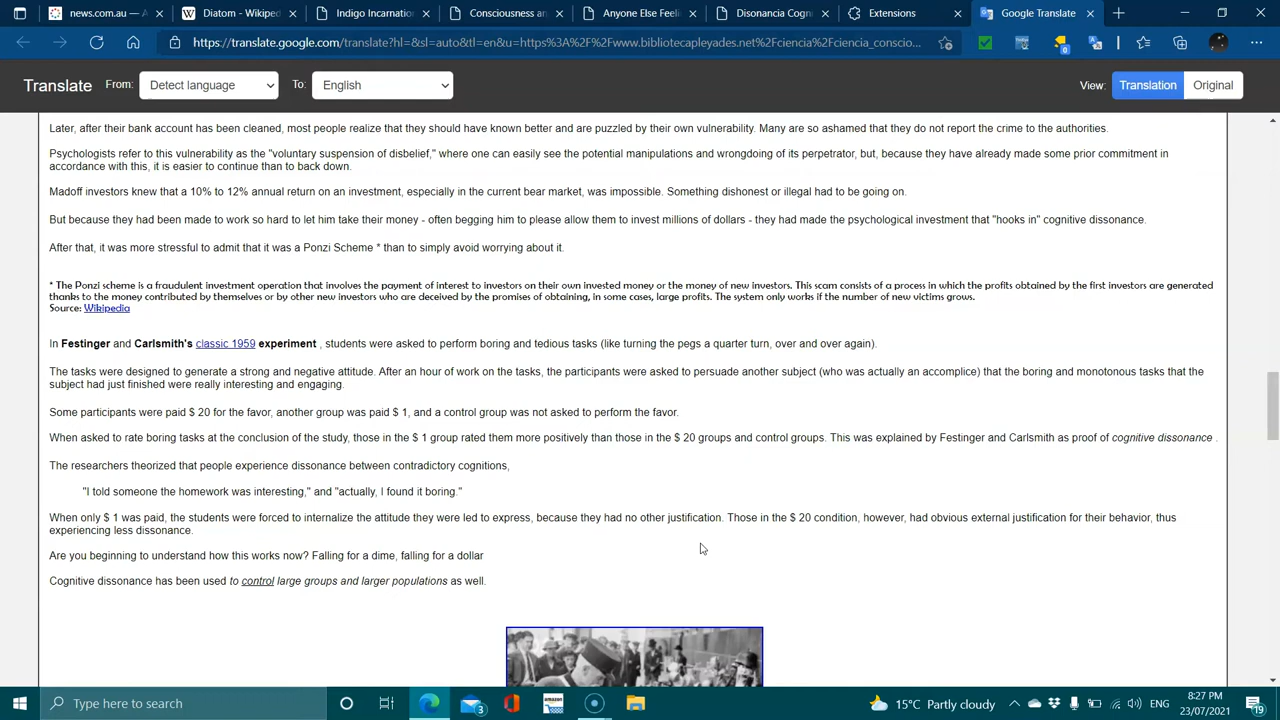 news.com.au — A
Diatom - Wikiped
Indigo Incarnation
Consciousness an
Anyone Else Feeli
Disonancia Cogni
Extensions
Google Translate
https://translate.google.com/translate?hl=&sl=auto&tl=en&u=https%3A%2F%2Fwww.bibliotecapleyades.net%2Fciencia%2Fciencia_conscio...
Translate From: Detect language To: English View: Translation Original
Later, after their bank account has been cleaned, most people realize that they should have known better and are puzzled by their own vulnerability. Many are so ashamed that they do not report the crime to the authorities.
Psychologists refer to this vulnerability as the "voluntary suspension of disbelief," where one can easily see the potential manipulations and wrongdoing of its perpetrator, but, because they have already made some prior commitment in
accordance with this, it is easier to continue than to back down.
Madoff investors knew that a 10% to 12% annual return on an investment, especially in the current bear market, was impossible. Something dishonest or illegal had to be going on.
But because they had been made to work so hard to let him take their money - often begging him to please allow them to invest millions of dollars - they had made the psychological investment that "hooks in" cognitive dissonance.
After that, it was more stressful to admit that it was a Ponzi Scheme * than to simply avoid worrying about it.
* The Ponzi scheme is a fraudulent investment operation that involves the payment of interest to investors on their own invested money or the money of new investors. This scam consists of a process in which the profits obtained by the first investors are generated
thanks to the money contributed by themselves or by other new investors who are deceived by the promises of obtaining, in some cases, large profits. The system only works if the number of new victims grows.
Source: Wikipedia
In Festinger and Carlsmith's classic 1959 experiment , students were asked to perform boring and tedious tasks (like turning the pegs a quarter turn, over and over again).
The tasks were designed to generate a strong and negative attitude. After an hour of work on the tasks, the participants were asked to persuade another subject (who was actually an accomplice) that the boring and monotonous tasks that the
subject had just finished were really interesting and engaging.
Some participants were paid $ 20 for the favor, another group was paid $ 1, and a control group was not asked to perform the favor.
When asked to rate boring tasks at the conclusion of the study, those in the $ 1 group rated them more positively than those in the $ 20 groups and control groups. This was explained by Festinger and Carlsmith as proof of cognitive dissonance .
The researchers theorized that people experience dissonance between contradictory cognitions,
"I told someone the homework was interesting," and "actually, I found it boring."
When only $ 1 was paid, the students were forced to internalize the attitude they were led to express, because they had no other justification. Those in the $ 20 condition, however, had obvious external justification for their behavior, thus
experiencing less dissonance.
Are you beginning to understand how this works now? Falling for a dime, falling for a dollar
Cognitive dissonance has been used to control large groups and larger populations as well.
Type here to search
3
amazon
15°C Partly cloudy
ENG
8:27 PM
23/07/2021
19